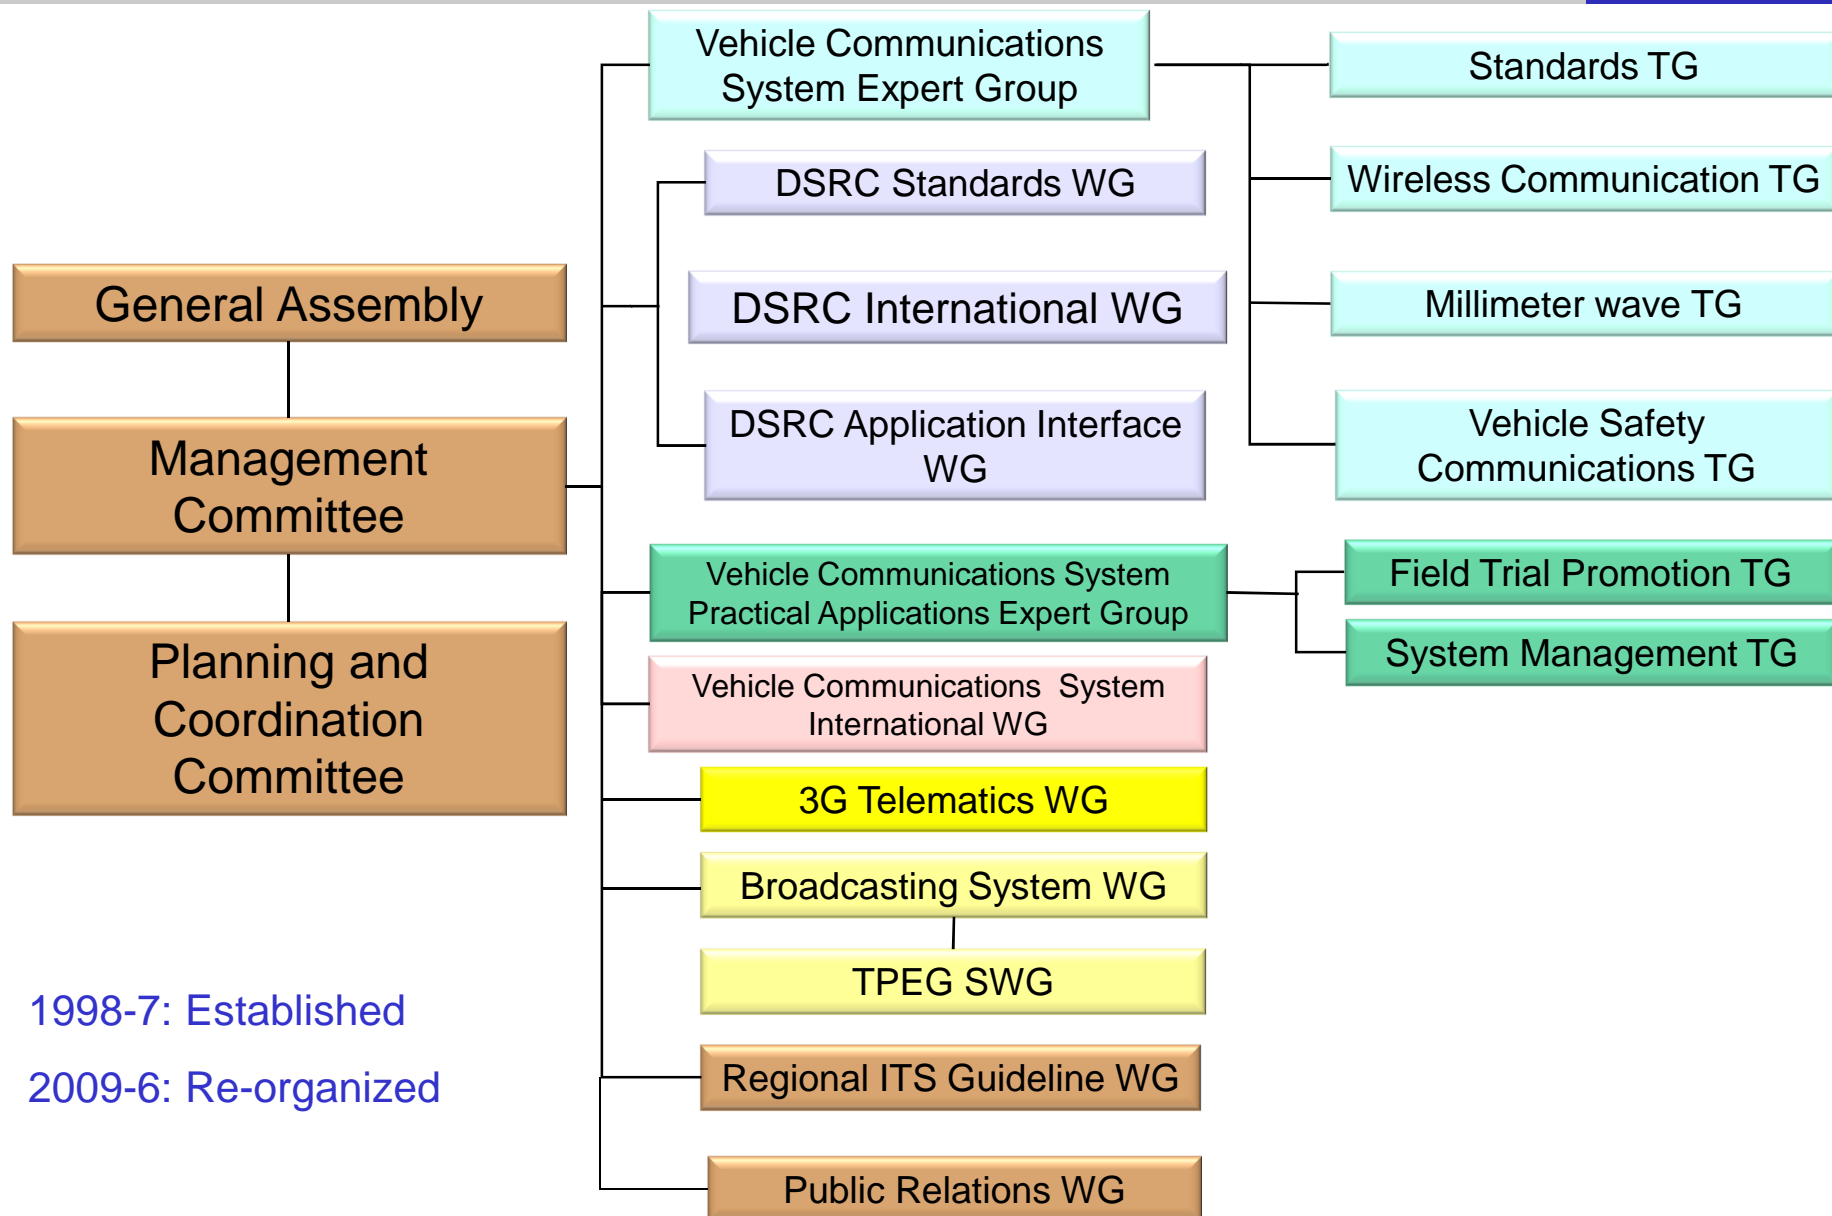 General Assembly
Management
Committee
Planning and
Coordination
Committee
1998-7: Established
2009-6: Re-organized
Vehicle Communications
System Expert Group
DSRC Standards WG
DSRC International WG
DSRC Application Interface
WG
Vehicle Communications System
Practical Applications Expert Group
Vehicle Communications System
International WG
3G Telematics WG
Broadcasting System WG
TPEG SWG
Regional ITS Guideline WG
Public Relations WG
Standards TG
Wireless Communication TG
Millimeter wave TG
Vehicle Safety
Communications TG
Field Trial Promotion TG
System Management TG